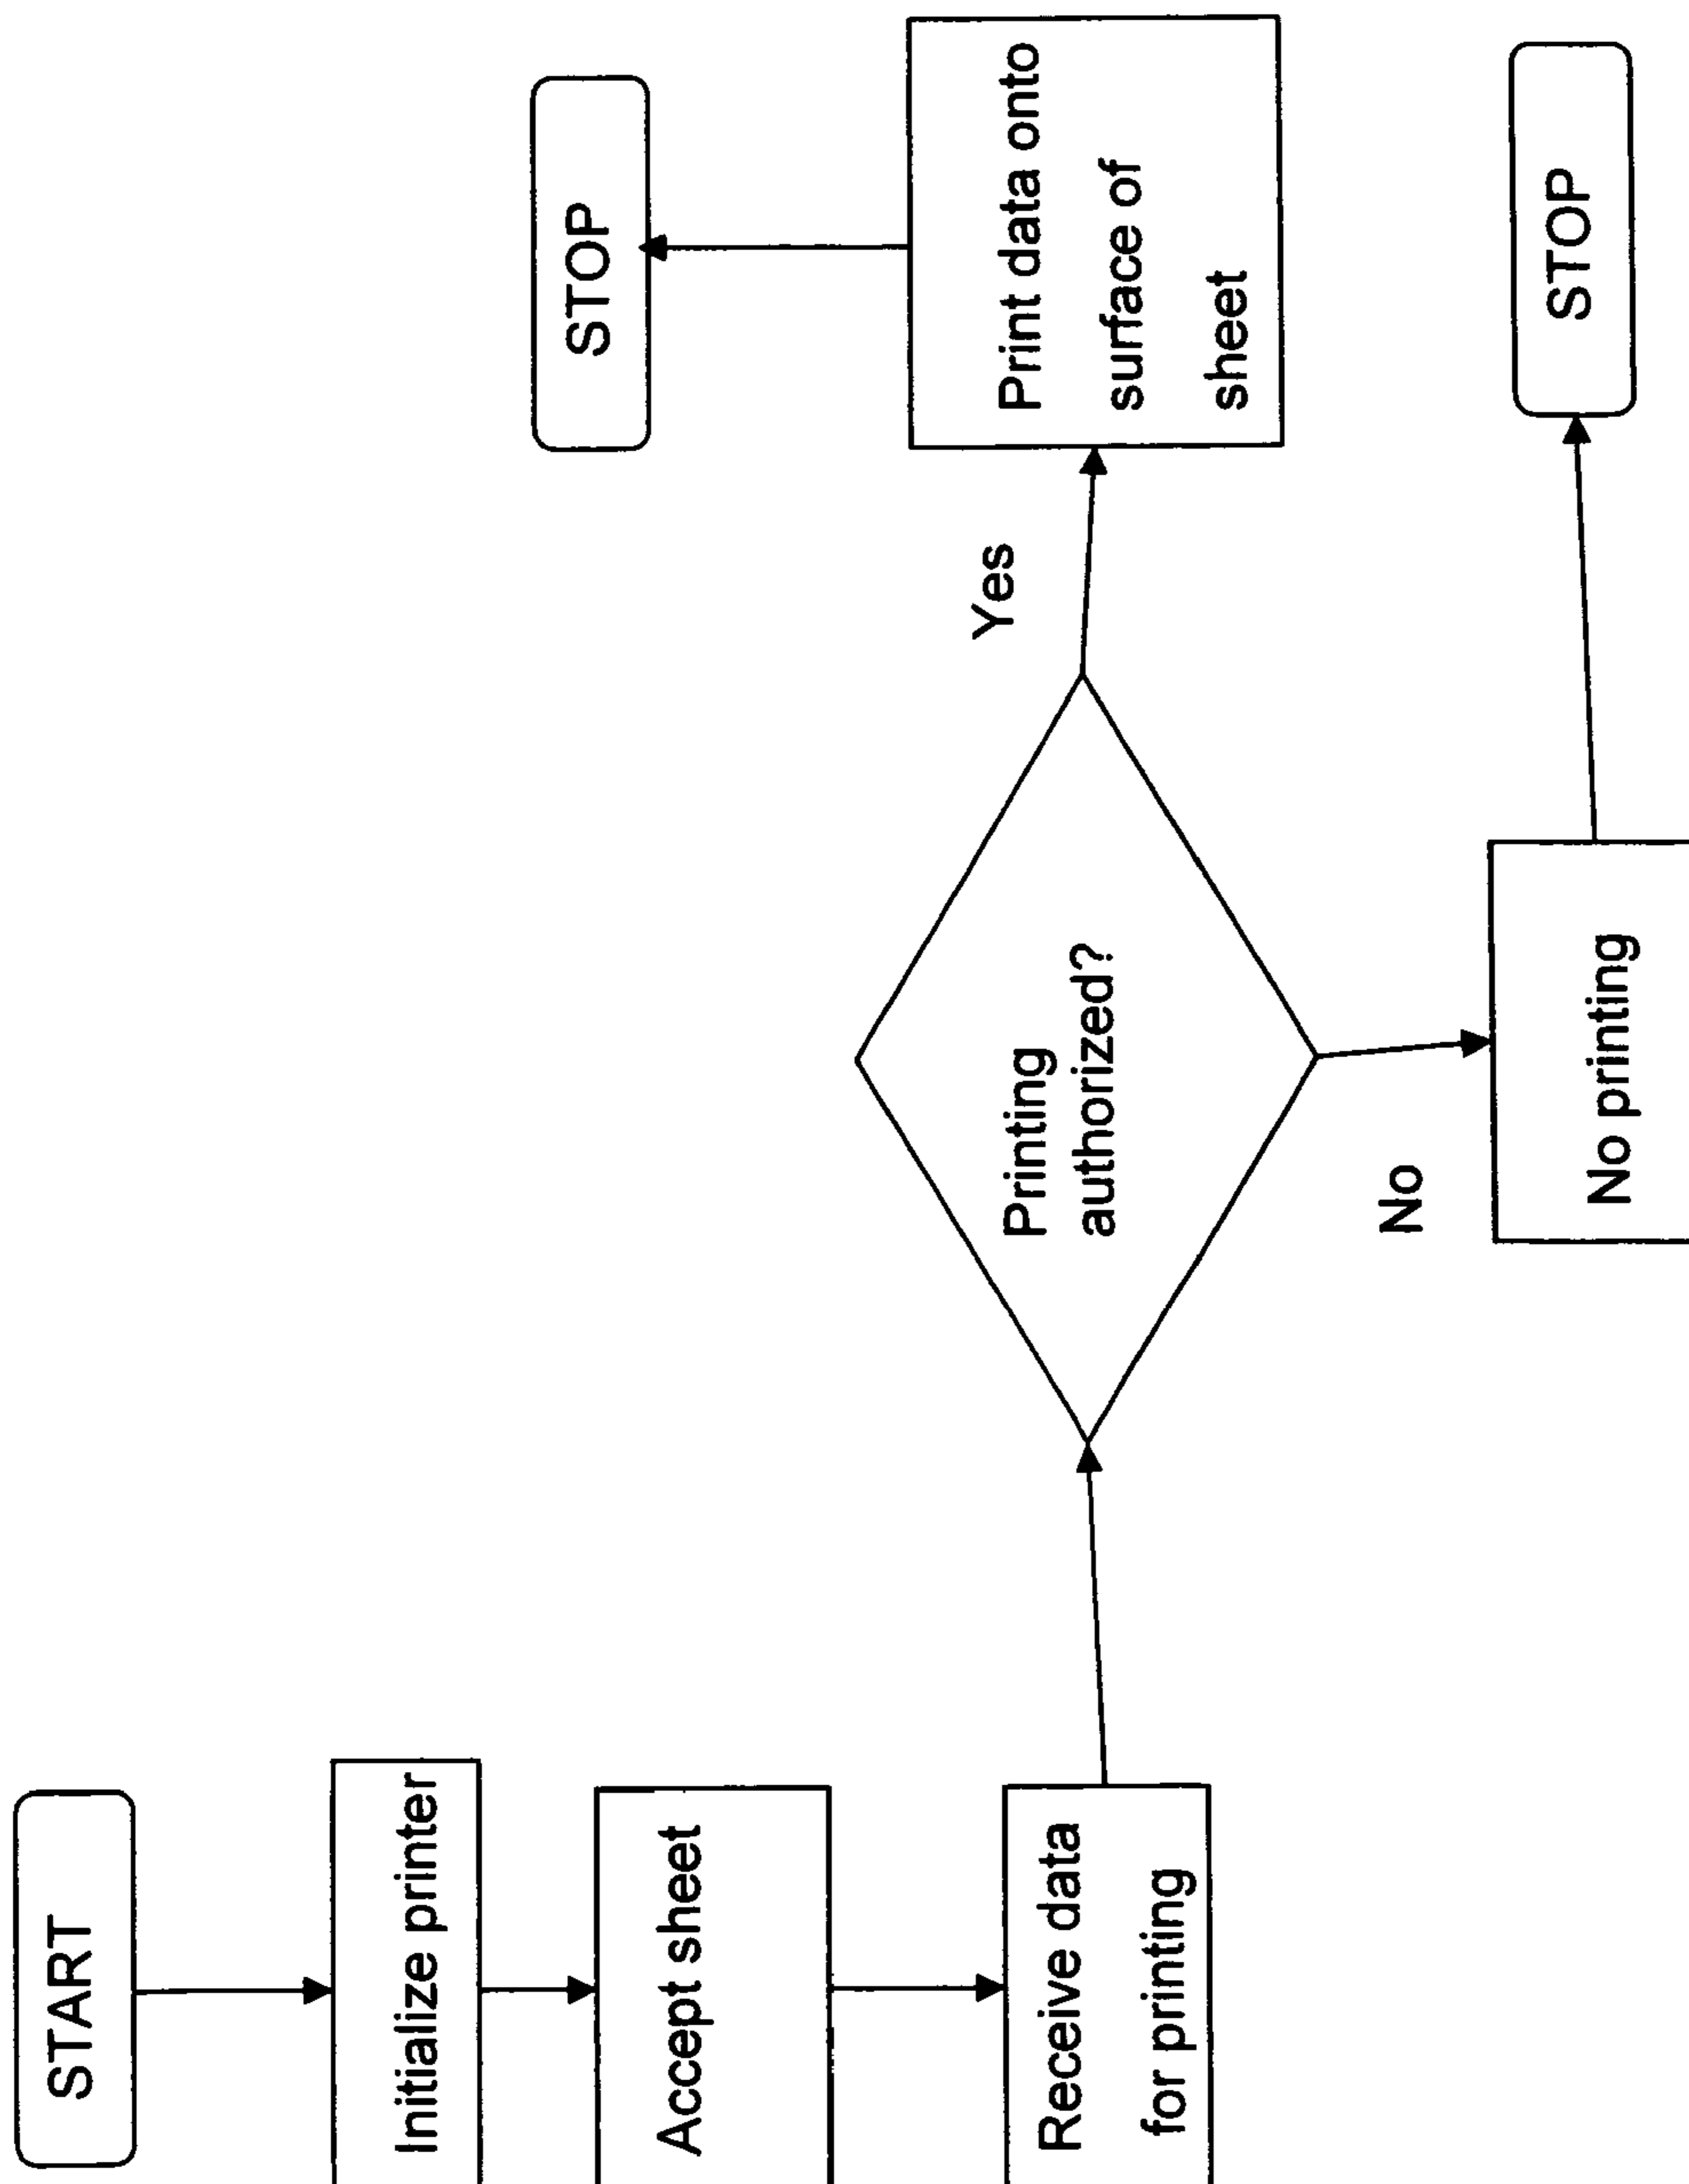 START
Initialize printer
Accept sheet
Receive data
for printing
Printing
authorized?
Yes
Print data onto
surface of
sheet
STOP
No
No printing
STOP